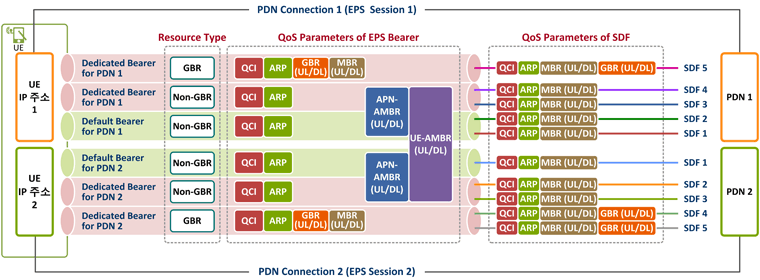 PDN Connection 1 (EPS Session 1)
UE
Resource Type
QoS Parameters of EPS Bearer
QoS Parameters of SDF
UE
IP 주소
1
Dedicated Bearer
for PDN 1
GBR
QCI
ARP
GBR
(UL/DL)
MBR
(UL/DL)
QCI ARP MBR (UL/DL) GBR (UL/DL)
SDF 5
Dedicated Bearer
for PDN 1
Non-GBR
QCI
ARP
QCI ARP MBR (UL/DL)
SDF 4
QCI ARP MBR (UL/DL)
SDF 3
Default Bearer
for PDN 1
Non-GBR
QCI
ARP
APN-
AMBR
(UL/DL)
QCI ARP MBR (UL/DL)
SDF 2
QCI ARP MBR (UL/DL)
SDF 1
PDN 1
UE-AMBR
(UL/DL)
UE
IP 주소
2
Default Bearer
for PDN 2
Non-GBR
QCI
ARP
APN-
AMBR
(UL/DL)
QCI ARP MBR (UL/DL)
SDF 1
Dedicated Bearer
for PDN 2
Non-GBR
QCI
ARP
QCI ARP MBR (UL/DL)
SDF 2
QCI ARP MBR (UL/DL)
SDF 3
Dedicated Bearer
for PDN 2
GBR
QCI
ARP
GBR
(UL/DL)
MBR
(UL/DL)
QCI ARP MBR (UL/DL) GBR (UL/DL)
SDF 4
QCI ARP MBR (UL/DL) GBR (UL/DL)
SDF 5
PDN 2
PDN Connection 2 (EPS Session 2)